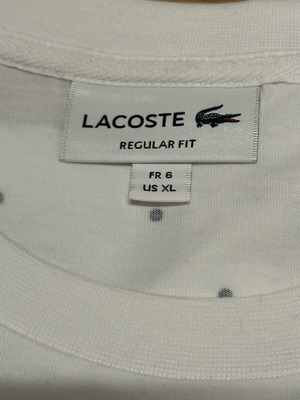 LACOSTE
REGULAR FIT
FR 6
US XL